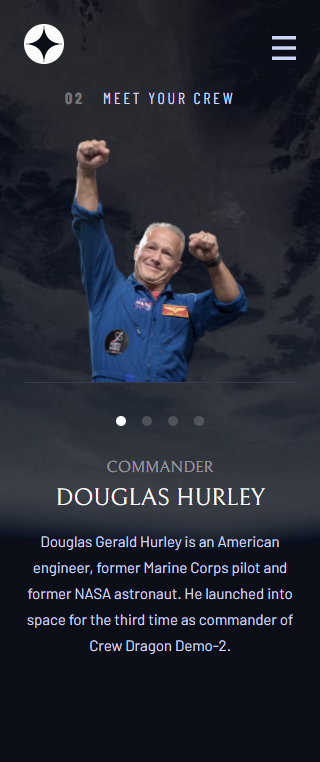 02 MEET YOUR CREW
NASA
COMMANDER
DOUGLAS HURLEY
Douglas Gerald Hurley is an American
engineer, former Marine Corps pilot and
former NASA astronaut. He launched into
space for the third time as commander of
Crew Dragon Demo-2.